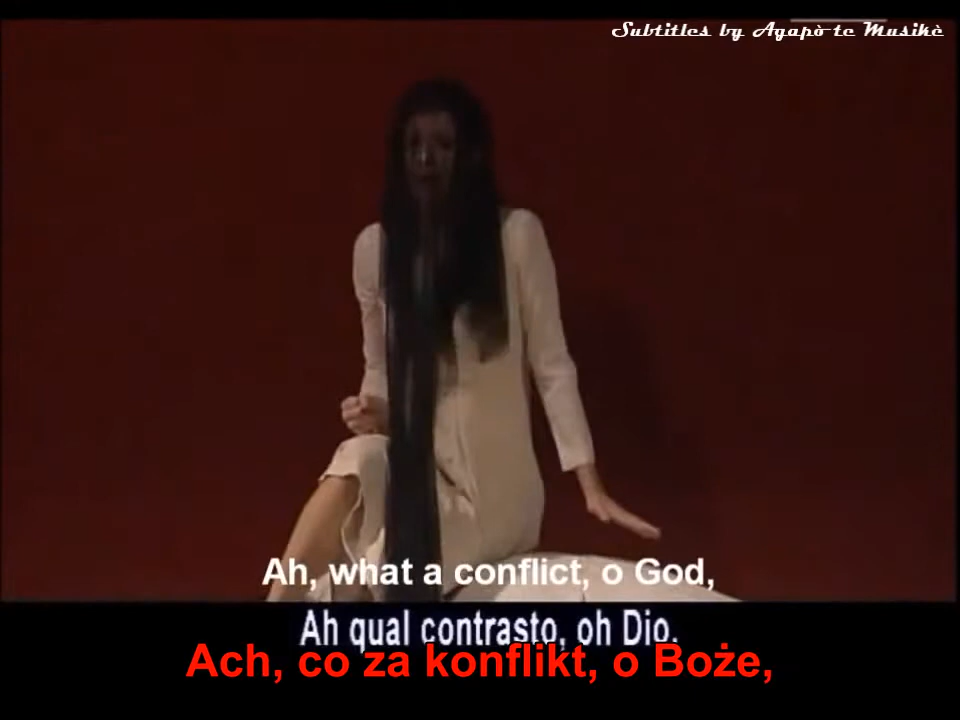 Subtitles by Agapò te Musikè
Ah, what a conflict, o God,
Ah qual contrasto, oh Dio.
Ach, co za konflikt, o Boże,